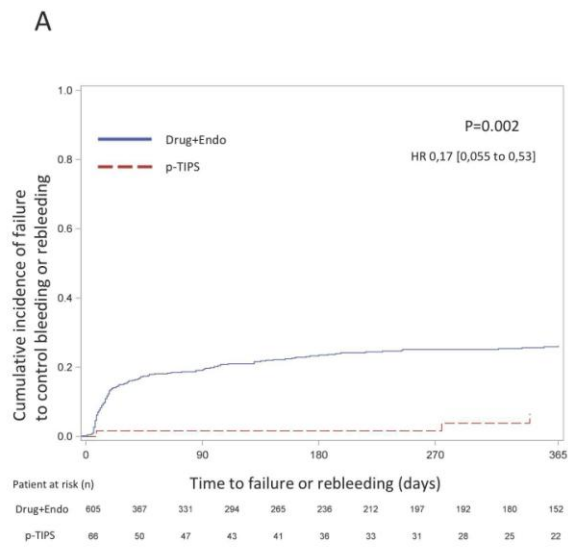 A
1.0
0.8
0.6
0.4
0.2
0.0
Cumulative incidence of failure
to control bleeding or rebleeding
Drug+Endo
p-TIPS
P=0.002
HR 0,17 [0,055 to 0,53]
0 90 180 270 365
Patient at risk (n) Time to failure or rebleeding (days)
Drug+Endo 605 367 331 294 265 236 212 197 192 180 152
p-TIPS 66 50 47 43 41 36 33 31 28 25 22